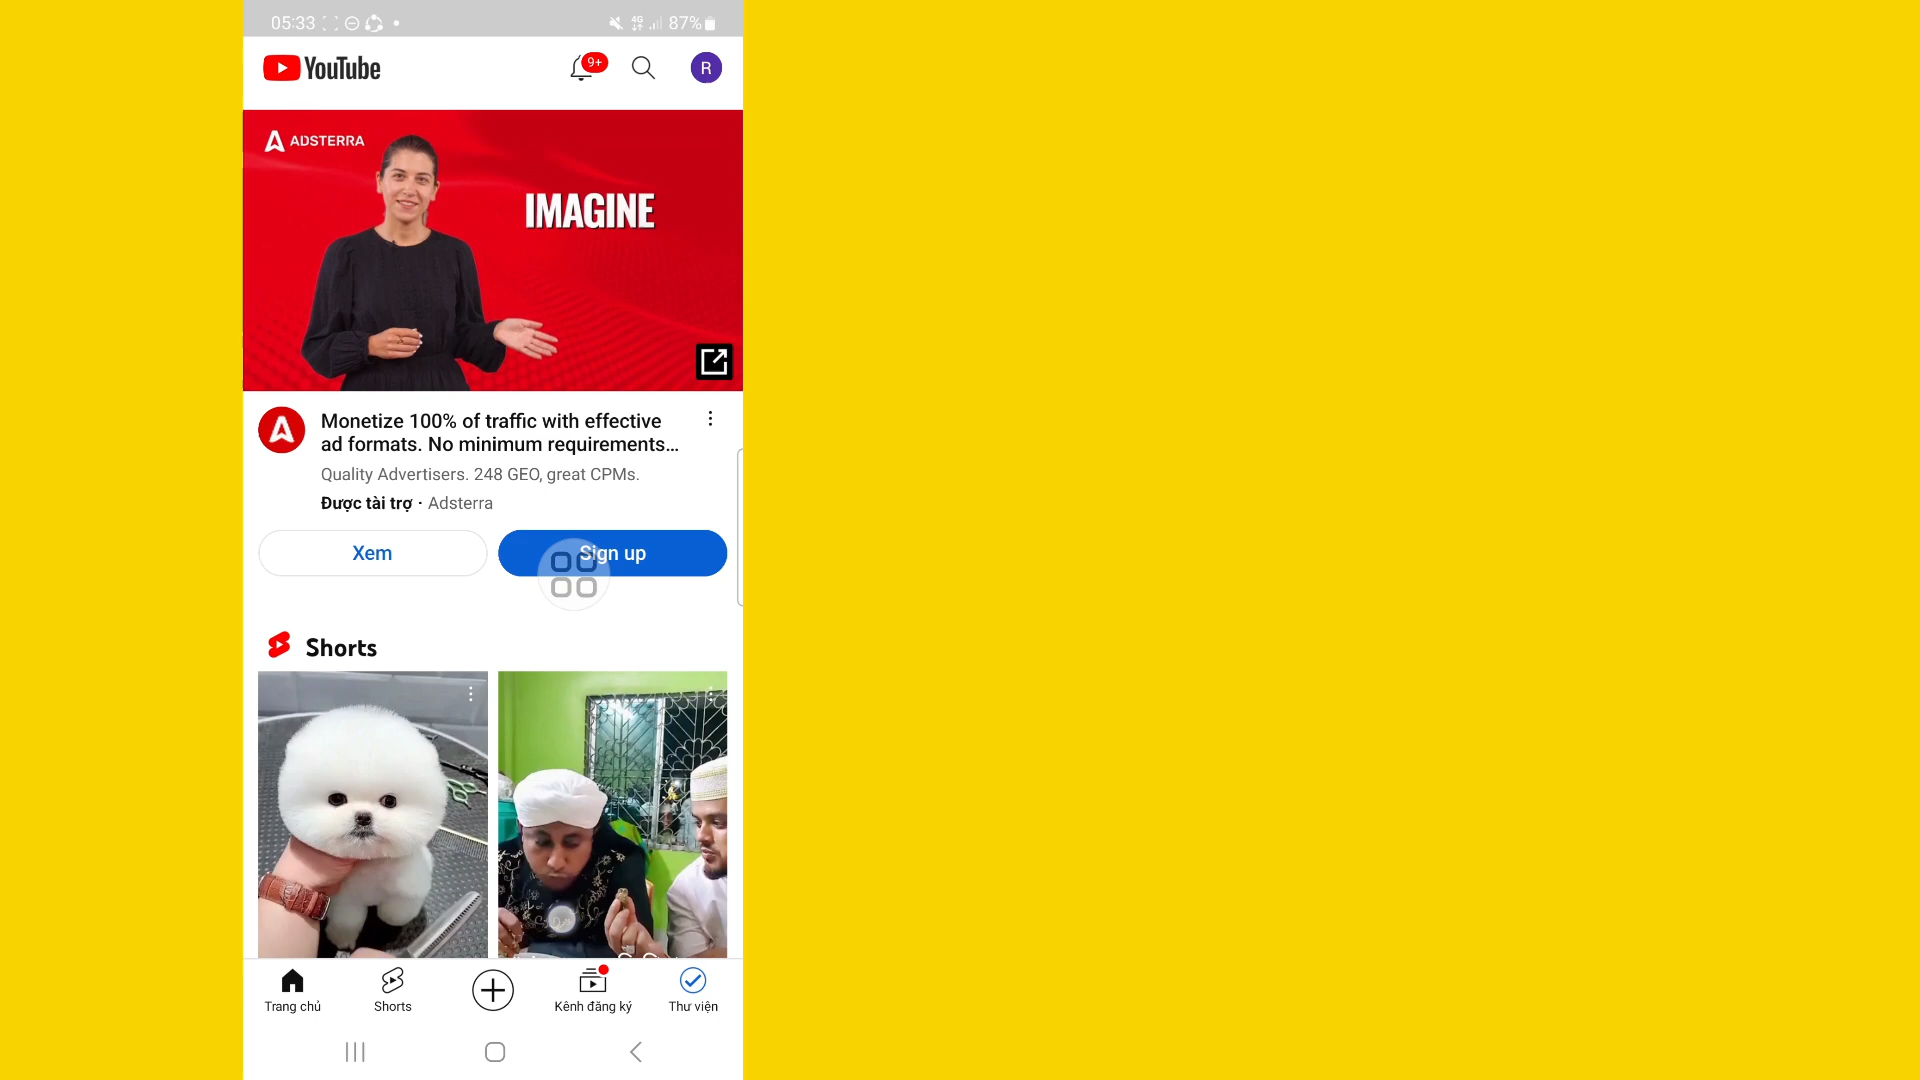 05:33
4G 87%
YouTube
9+
R
ADSTERRA
IMAGINE
Monetize 100% of traffic with effective
ad formats. No minimum requirements...
Quality Advertisers. 248 GEO, great CPMs.
Được tài trợ · Adsterra
Xem
Sign up
Shorts
Trang chủ
Shorts
Kênh đăng ký
Thư viện